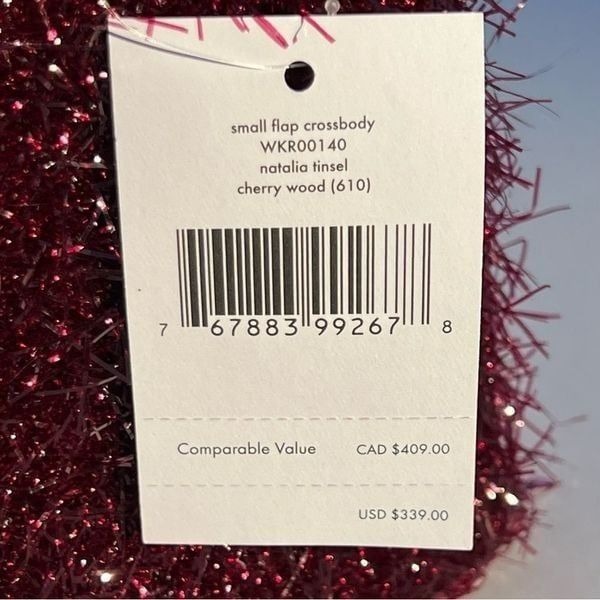 small flap crossbody
WKR00140
natalia tinsel
cherry wood (610)
7 67883 99267 8
Comparable Value CAD $409.00
USD $339.00